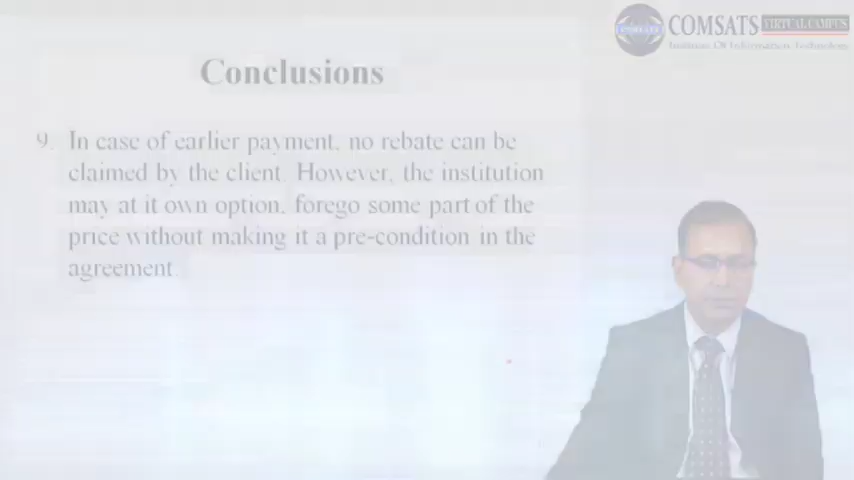 COMSATS VIRTUAL CAMPUS
Institute Of Information Technology
Conclusions
9. In case of earlier payment, no rebate can be
claimed by the client. However, the institution
may at it own option, forego some part of the
price without making it a pre-condition in the
agreement.